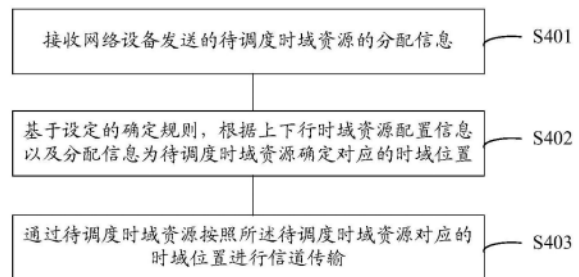 接收网络设备发送的待调度时域资源的分配信息
S401
基于设定的确定规则，根据上下行时域资源配置信息
以及分配信息为待调度时域资源确定对应的时域位置
S402
通过待调度时域资源按照所述待调度时域资源对应的
时域位置进行信道传输
S403